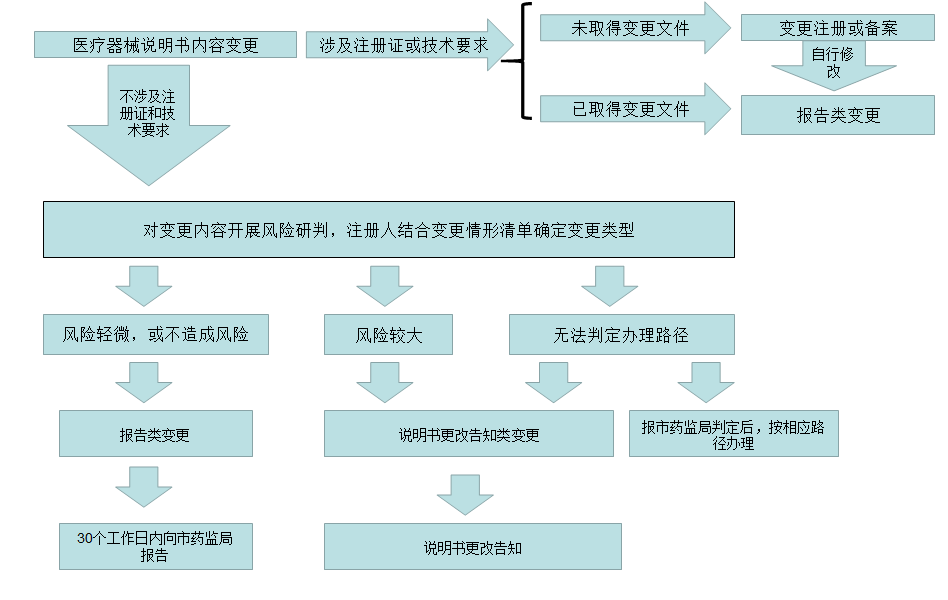 医疗器械说明书内容变更
涉及注册证或技术要求
未取得变更文件
变更注册或备案
自行修
改
已取得变更文件
报告类变更
不涉及注
册证和技
术要求
对变更内容开展风险研判，注册人结合变更情形清单确定变更类型
风险轻微，或不造成风险
风险较大
无法判定办理路径
报告类变更
说明书更改告知类变更
报市药监局判定后，按相应路
径办理
30个工作日内向市药监局
报告
说明书更改告知